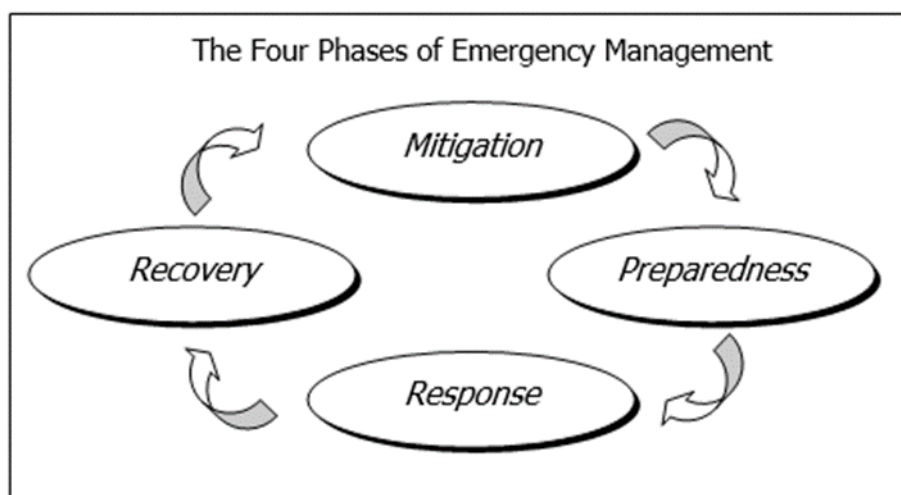 The Four Phases of Emergency Management
Mitigation
Recovery
Preparedness
Response